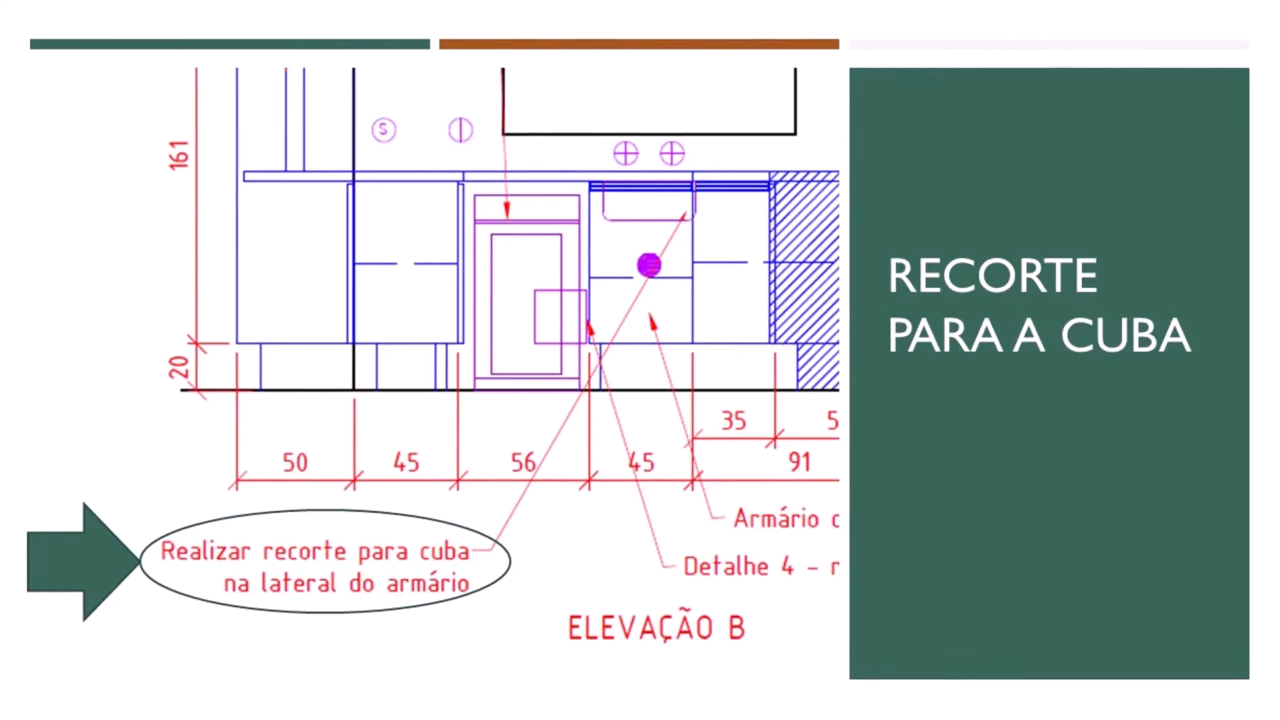 161
S
20
35
5
50
45
56
45
91
Armário
Detalhe 4 -
Realizar recorte para cuba
na lateral do armário
ELEVAÇÃO B
RECORTE
PARA A CUBA